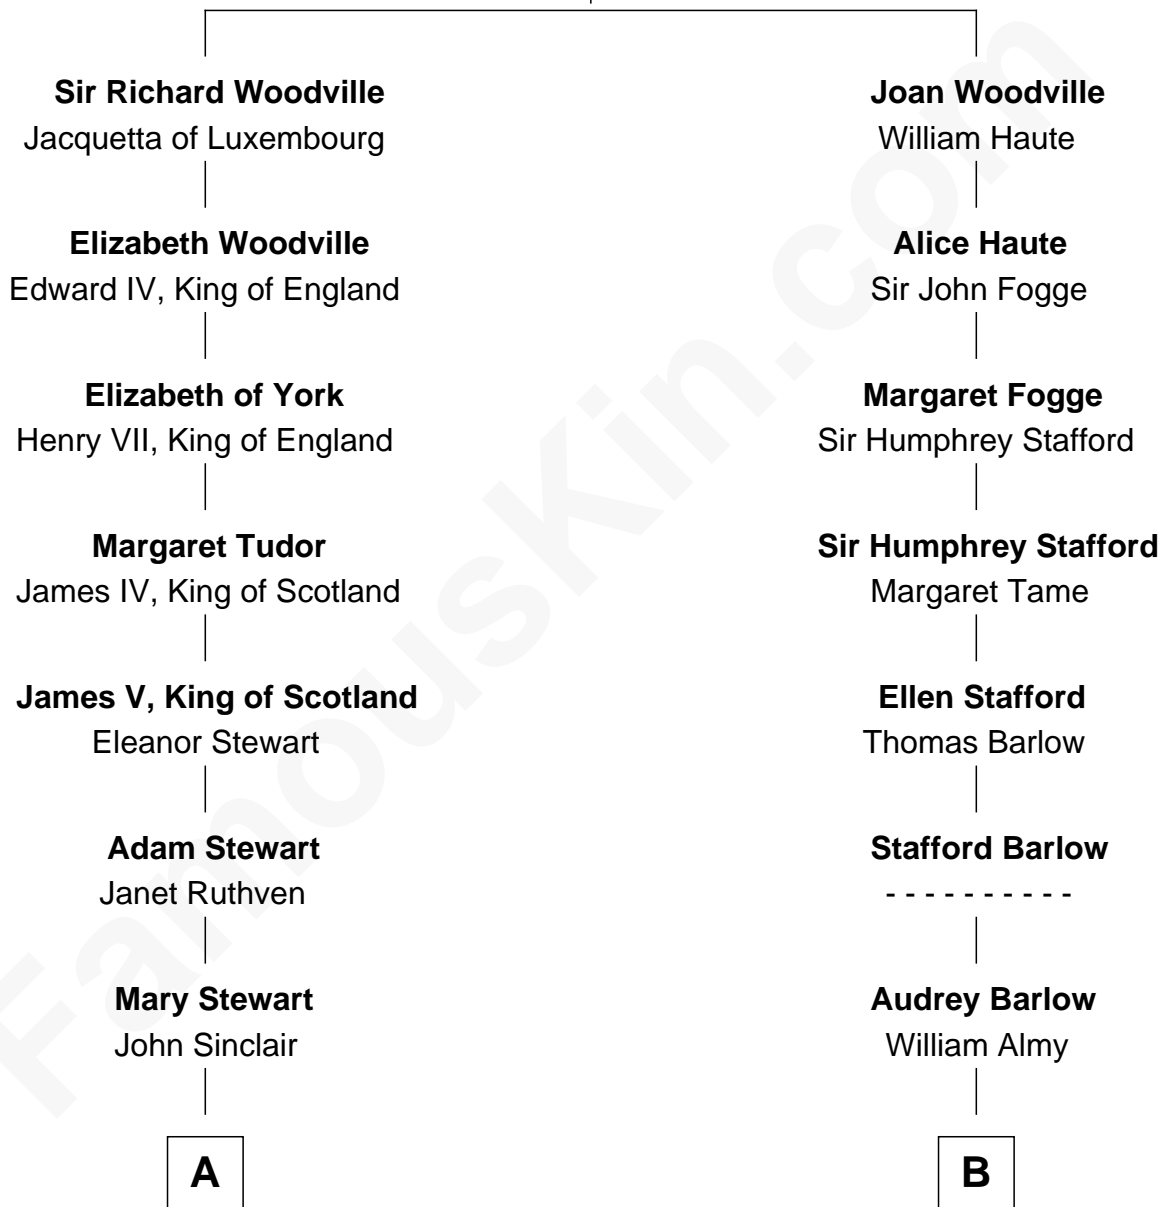 Sir Richard Woodville
Jacquetta of Luxembourg
Joan Woodville
William Haute
Elizabeth Woodville
Edward IV, King of England
Alice Haute
Sir John Fogge
Elizabeth of York
Henry VII, King of England
Margaret Fogge
Sir Humphrey Stafford
Margaret Tudor
James IV, King of Scotland
Sir Humphrey Stafford
Margaret Tame
James V, King of Scotland
Eleanor Stewart
Ellen Stafford
Thomas Barlow
Adam Stewart
Janet Ruthven
Stafford Barlow
- - - - - - - - - -
Mary Stewart
John Sinclair
Audrey Barlow
William Almy
A
B
FamousKin.com